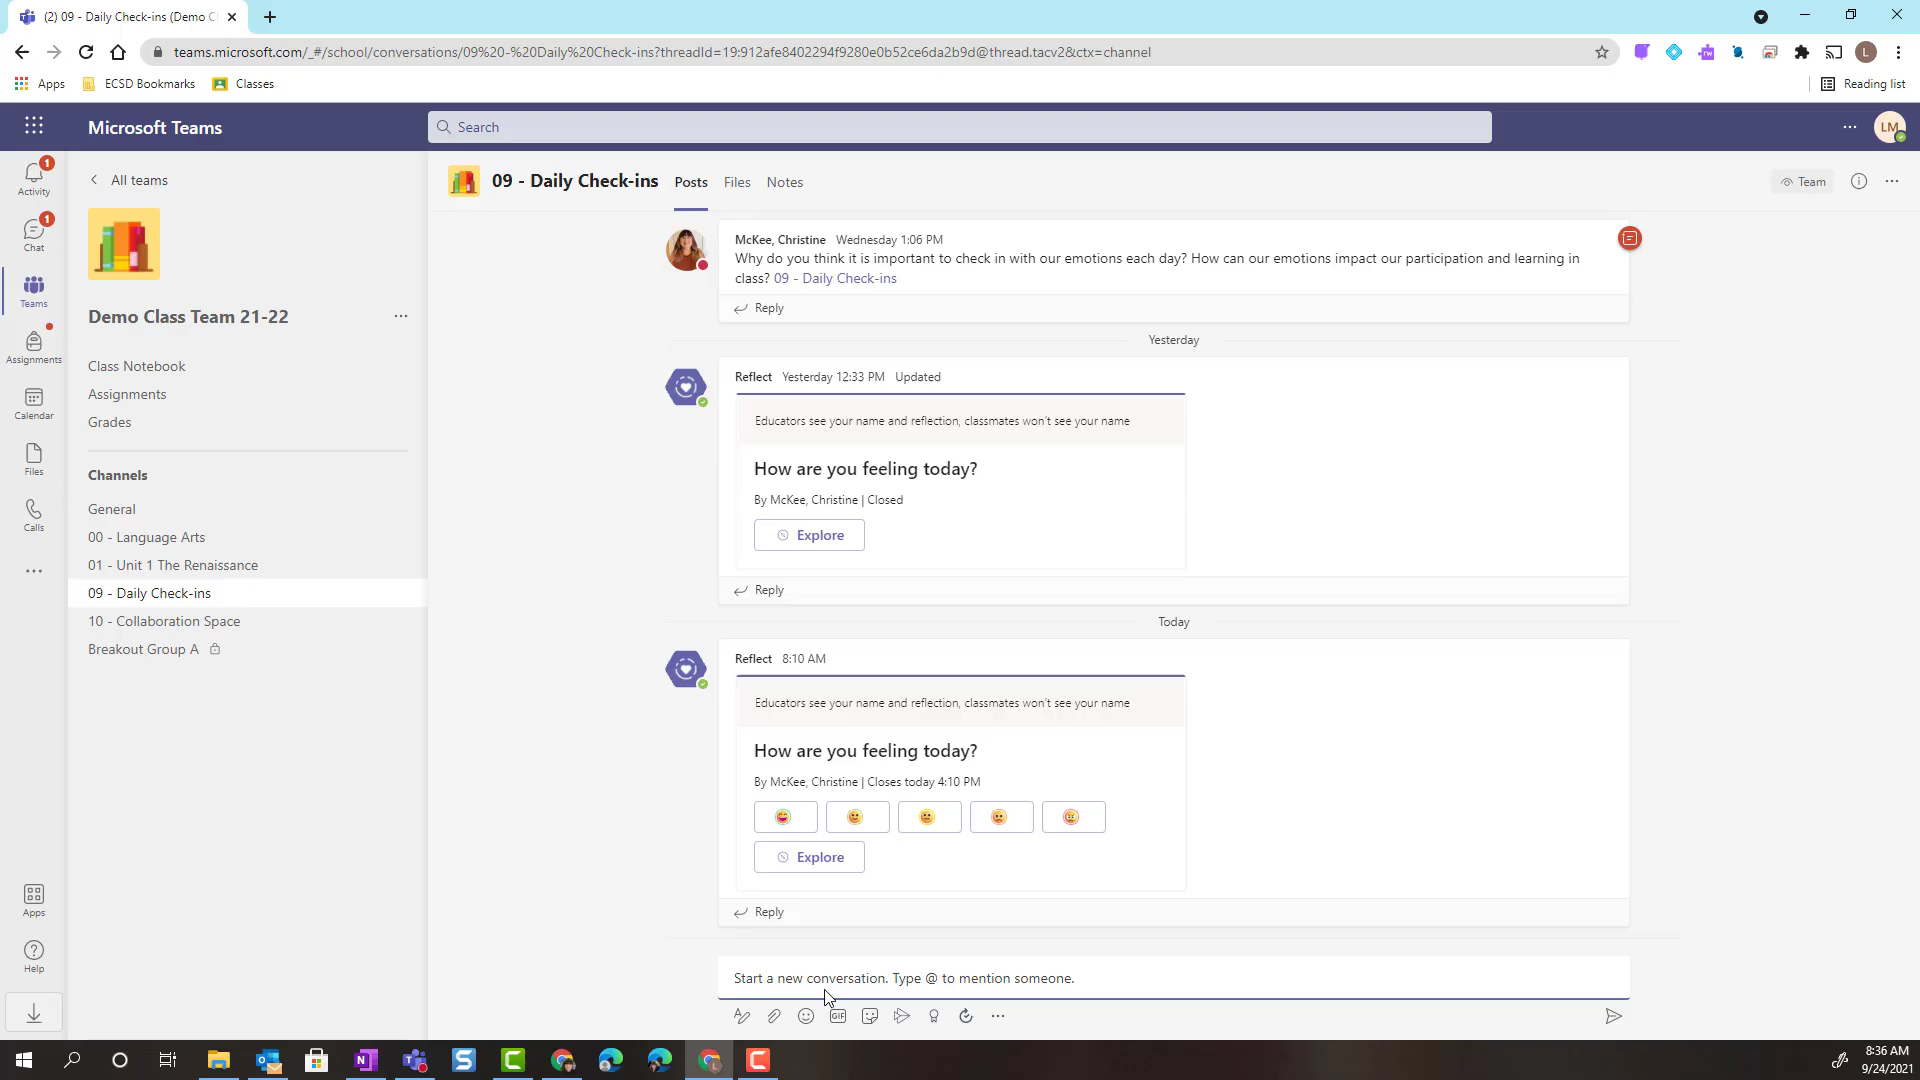 (2) 09 - Daily Check-ins (Demo C
teams.microsoft.com/_#/school/conversations/09%20-%20Daily%20Check-ins?threadId=19:912afe8402294f9280e0b52ce6da2b9d@thread.tacv2&ctx=channel
L
Apps
ECSD Bookmarks
Classes
Reading list
Microsoft Teams
Search
LM
1
Activity
1
Chat
Teams
Assignments
Calendar
Files
Calls
Apps
Help
All teams
Demo Class Team 21-22
Class Notebook
Assignments
Grades
Channels
General
00 - Language Arts
01 - Unit 1 The Renaissance
09 - Daily Check-ins
10 - Collaboration Space
Breakout Group A
09 - Daily Check-ins
Posts
Files
Notes
Team
McKee, Christine Wednesday 1:06 PM
Why do you think it is important to check in with our emotions each day? How can our emotions impact our participation and learning in
class? 09 - Daily Check-ins
Reply
Yesterday
Reflect Yesterday 12:33 PM Updated
Educators see your name and reflection, classmates won't see your name
How are you feeling today?
By McKee, Christine | Closed
Explore
Reply
Today
Reflect 8:10 AM
Educators see your name and reflection, classmates won't see your name
How are you feeling today?
By McKee, Christine | Closes today 4:10 PM
Explore
Reply
Start a new conversation. Type @ to mention someone.
GIF
8:36 AM
9/24/2021